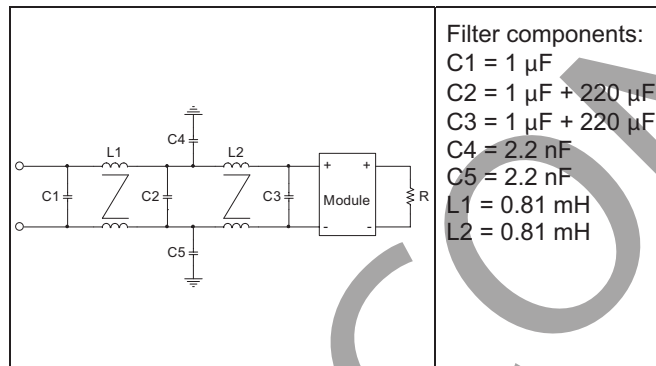 Filter components:
C1 = 1 µF
C2 = 1 µF + 220 µF
C3 = 1 µF + 220 µF
C4 = 2.2 nF
C5 = 2.2 nF
L1 = 0.81 mH
L2 = 0.81 mH
C4
L1
L2
C1
C2
C3
+ +
Module
- -
R
C5